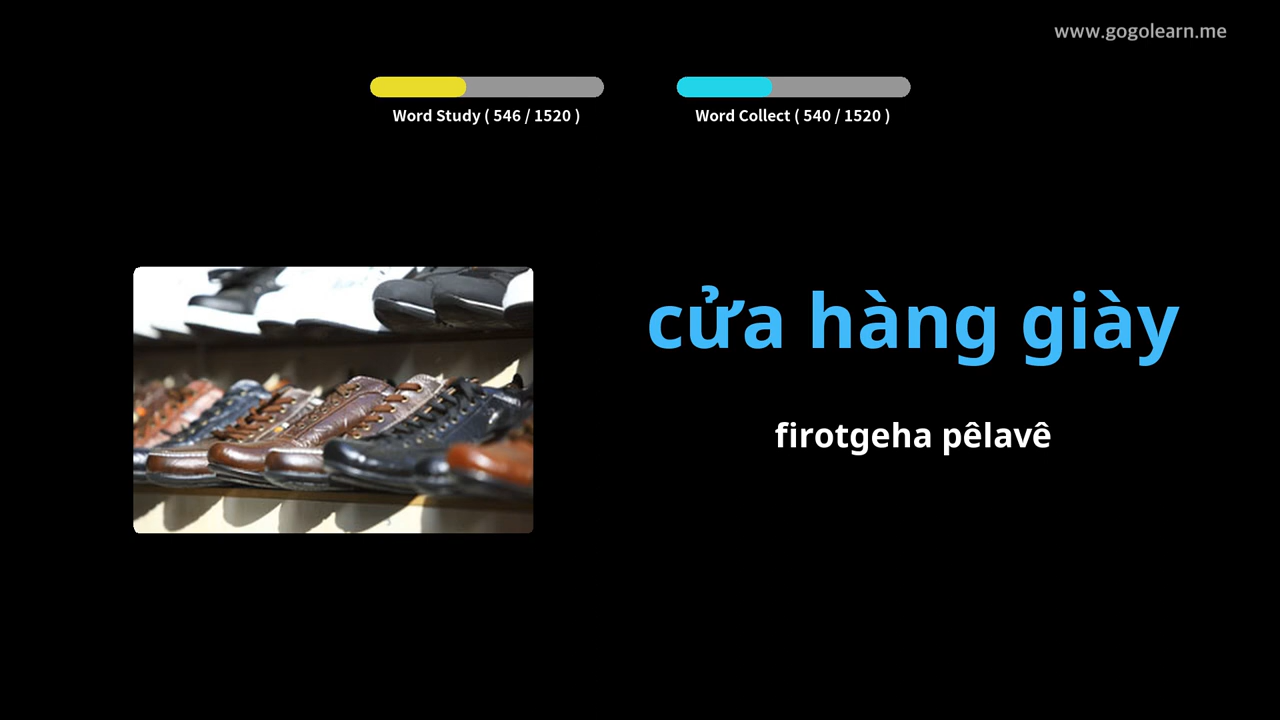 www.gogolearn.me
Word Study ( 546 / 1520 )
Word Collect ( 540 / 1520 )
cửa hàng giày
firotgeha pêlavê